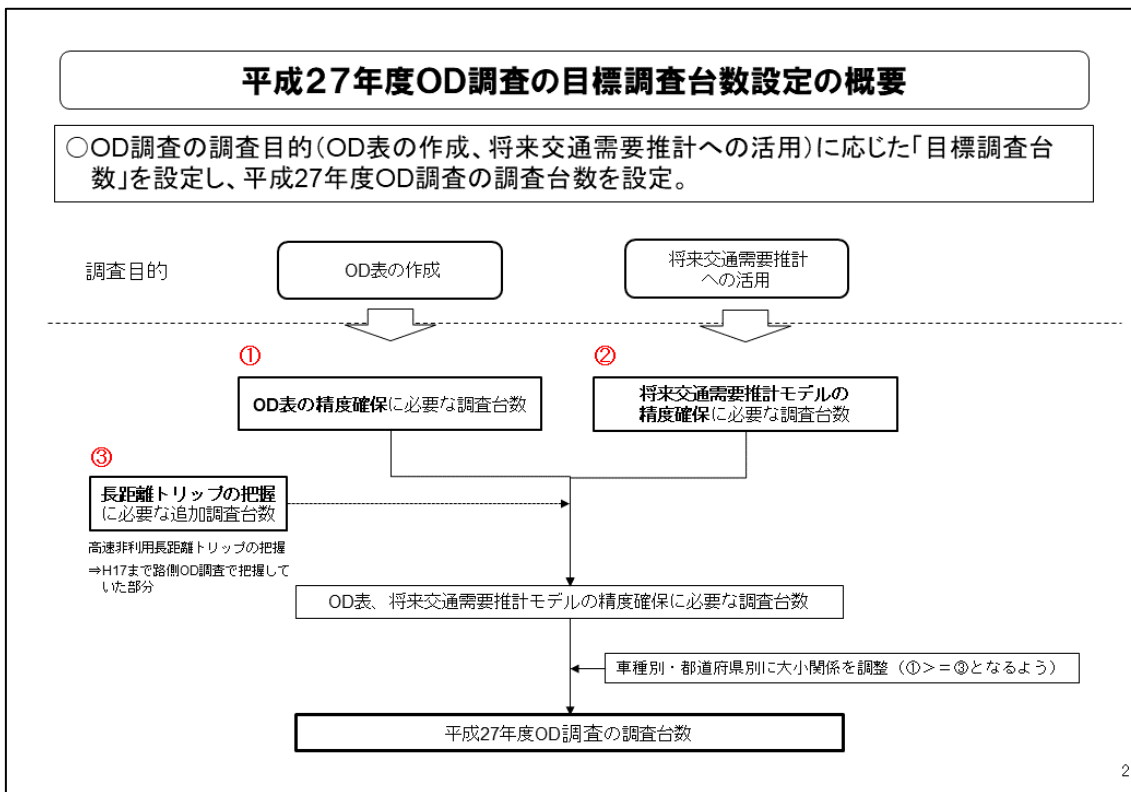 平成27年度OD調査の目標調査台数設定の概要
○OD調査の調査目的(OD表の作成、将来交通需要推計への活用)に応じた「目標調査台
数」を設定し、平成27年度OD調査の調査台数を設定。
調査目的
OD表の作成
将来交通需要推計
への活用
①
②
OD表の精度確保に必要な調査台数
将来交通需要推計モデルの
精度確保に必要な調査台数
③
長距離トリップの把握
に必要な追加調査台数
高速非利用長距離トリップの把握
⇒H17まで路側OD調査で把握して
いた部分
OD表、将来交通需要推計モデルの精度確保に必要な調査台数
車種別・都道府県別に大小関係を調整(①>=③となるよう)
平成27年度OD調査の調査台数
2